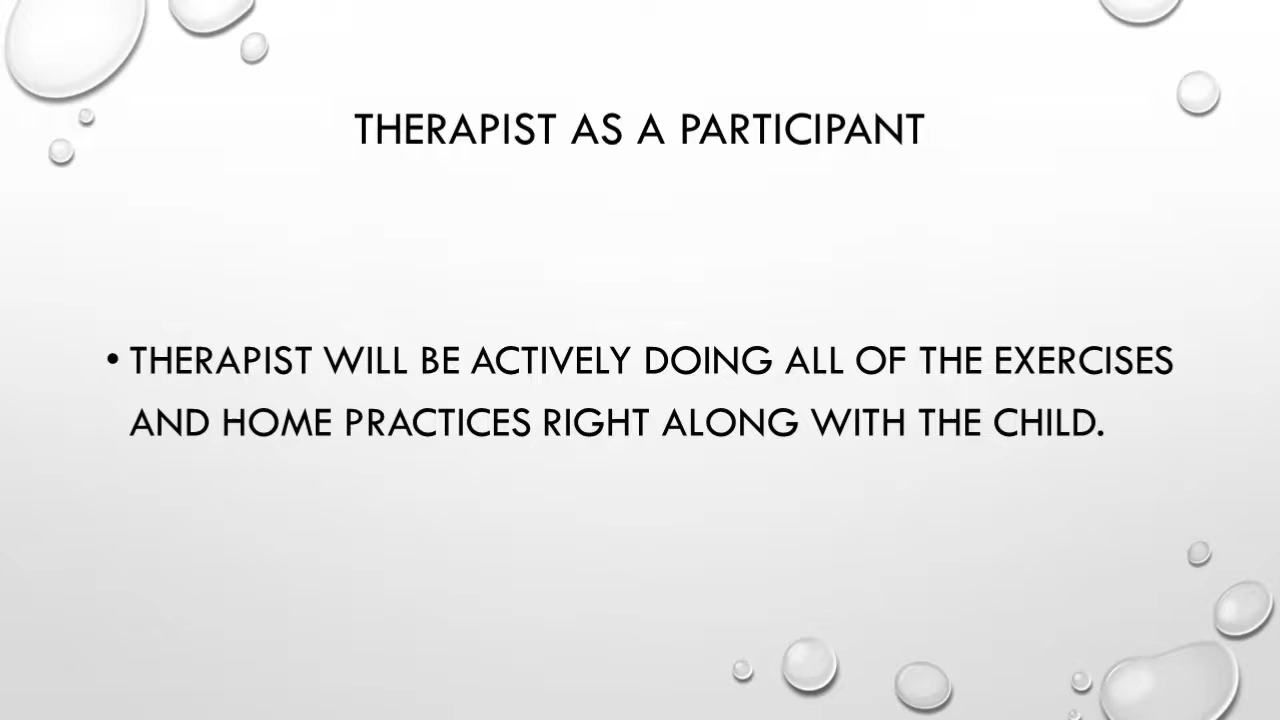 THERAPIST AS A PARTICIPANT
• THERAPIST WILL BE ACTIVELY DOING ALL OF THE EXERCISES
AND HOME PRACTICES RIGHT ALONG WITH THE CHILD.